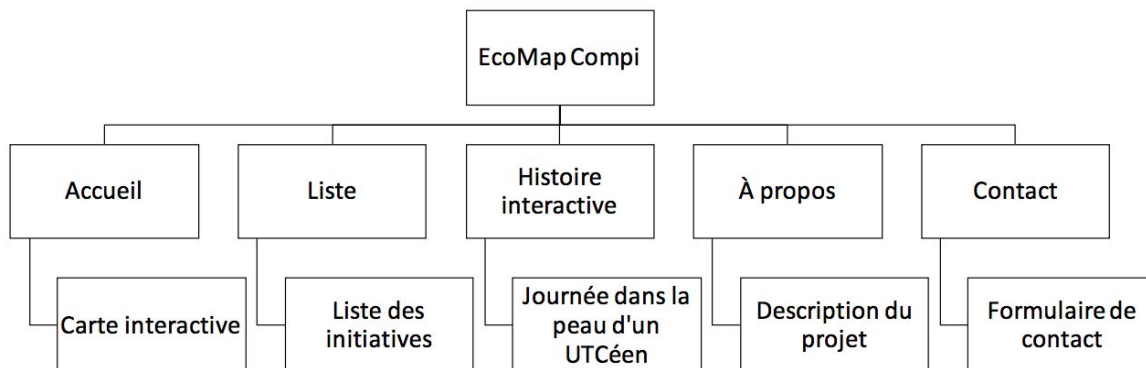 EcoMap Compi
Accueil
Liste
Histoire
interactive
À propos
Contact
Carte interactive
Liste des
initiatives
Journée dans la
peau d'un
UTCéen
Description du
projet
Formulaire de
contact